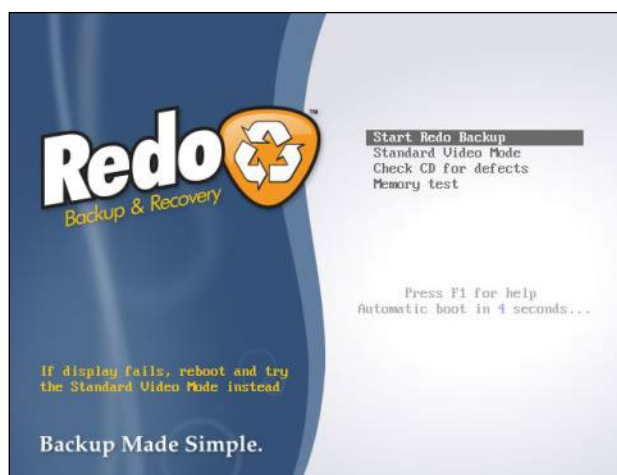 Redo™
Backup & Recovery
Start Redo Backup
Standard Video Mode
Check CD for defects
Memory test
Press F1 for help
Automatic boot in 4 seconds...
If display fails, reboot and try
the Standard Video Mode instead
Backup Made Simple.